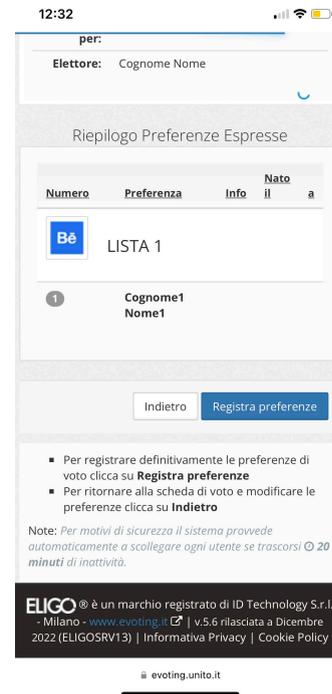 12:32
per:
Elettore: Cognome Nome
Riepilogo Preferenze Espresse
Nato
Numero Preferenza Info il a
Bē LISTA 1
1 Cognome1
Nome1
Indietro Registra preferenze
Per registrare definitivamente le preferenze di
voto clicca su Registra preferenze
Per ritornare alla scheda di voto e modificare le
preferenze clicca su Indietro
Note: Per motivi di sicurezza il sistema provvede
automaticamente a scollegare ogni utente se trascorsi 20
minuti di inattività.
ELIGO ® è un marchio registrato di ID Technology S.r.l.
- Milano - www.evoting.it | v.5.6 rilasciata a Dicembre
2022 (ELIGOSRV13) | Informativa Privacy | Cookie Policy
evoting.unito.it